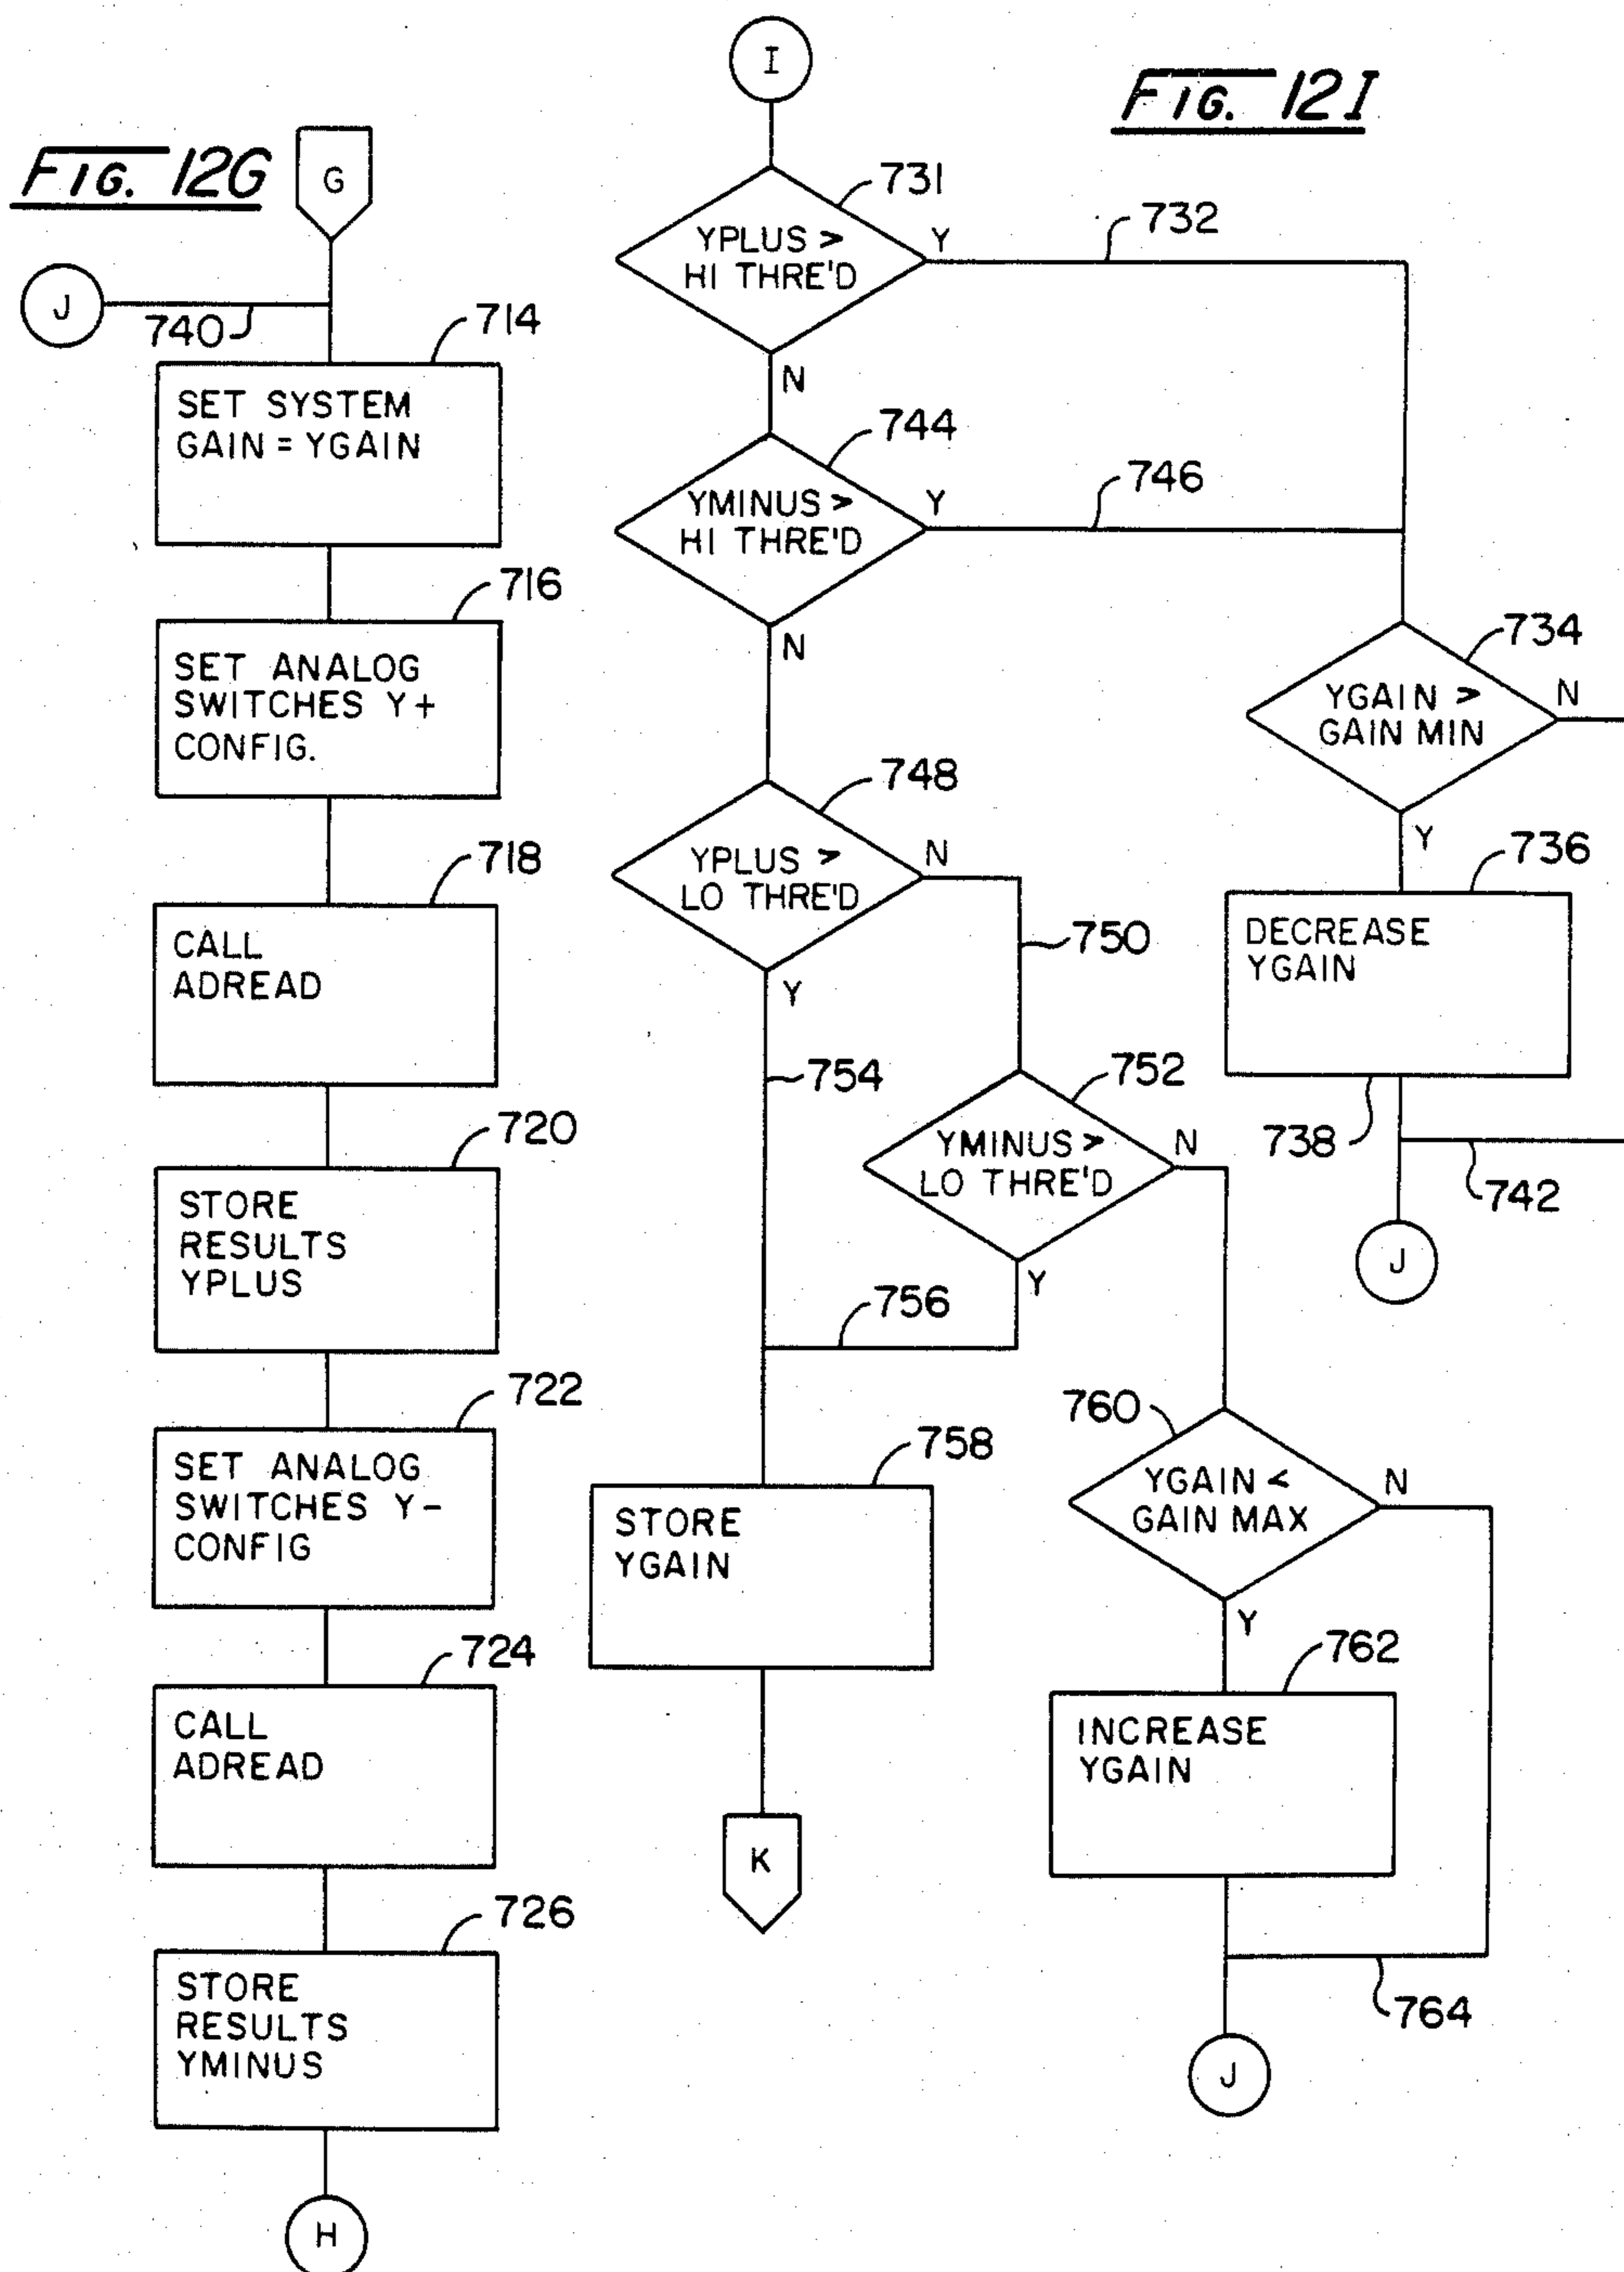 FIG. 12G
G
J
740
714
SET SYSTEM
GAIN = YGAIN
716
SET ANALOG
SWITCHES Y+
CONFIG.
718
CALL
ADREAD
720
STORE
RESULTS
YPLUS
722
SET ANALOG
SWITCHES Y-
CONFIG
724
CALL
ADREAD
726
STORE
RESULTS
YMINUS
H
FIG. 12I
I
731
YPLUS >
HI THRE'D
Y
732
N
744
YMINUS >
HI THRE'D
Y
746
N
734
YGAIN >
GAIN MIN
N
Y
736
DECREASE
YGAIN
738
742
J
748
YPLUS >
LO THRE'D
N
750
Y
754
752
YMINUS >
LO THRE'D
N
Y
756
758
STORE
YGAIN
K
760
YGAIN <
GAIN MAX
N
Y
762
INCREASE
YGAIN
764
J